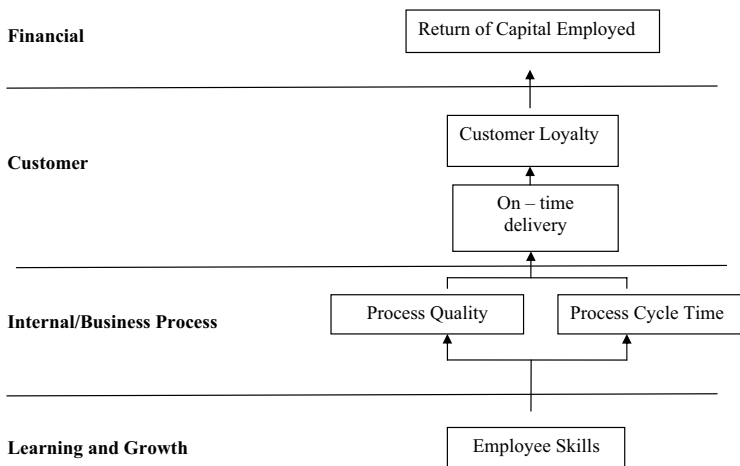 Financial
Return of Capital Employed
Customer
Customer Loyalty
On – time
delivery
Internal/Business Process
Process Quality
Process Cycle Time
Learning and Growth
Employee Skills